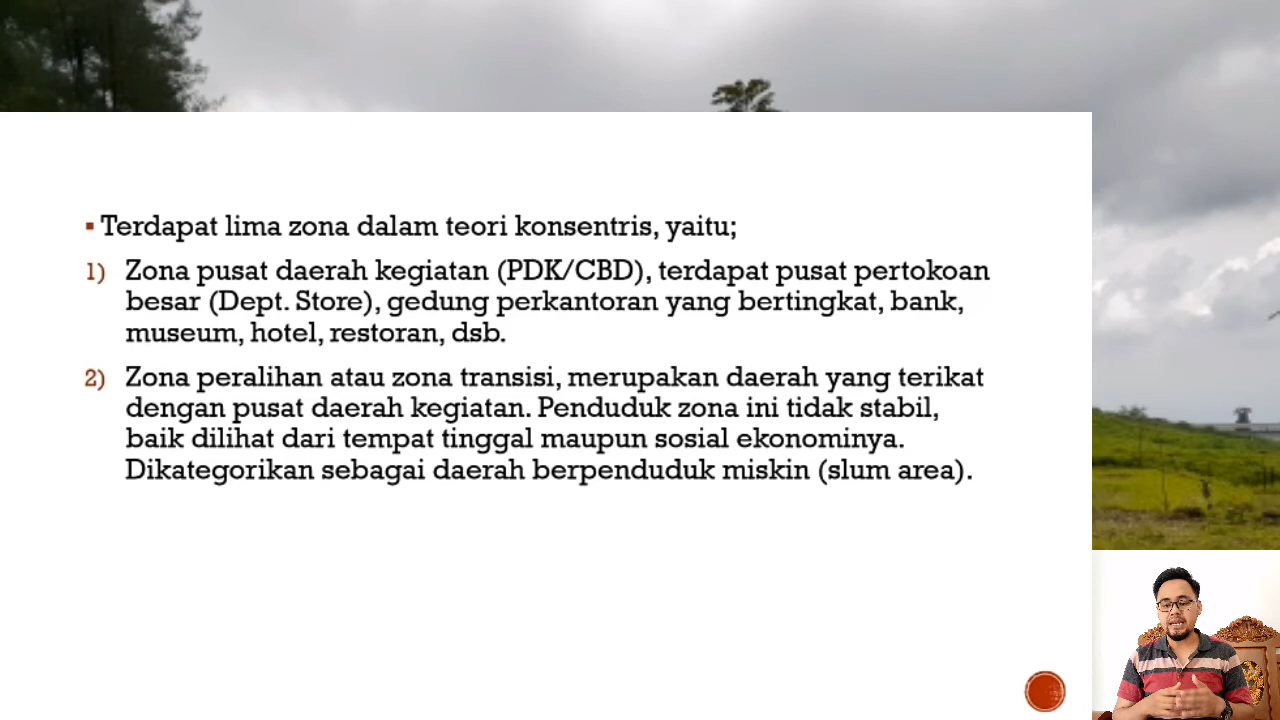 ▪ Terdapat lima zona dalam teori konsentris, yaitu;
1) Zona pusat daerah kegiatan (PDK/CBD), terdapat pusat pertokoan
besar (Dept. Store), gedung perkantoran yang bertingkat, bank,
museum, hotel, restoran, dsb.
2) Zona peralihan atau zona transisi, merupakan daerah yang terikat
dengan pusat daerah kegiatan. Penduduk zona ini tidak stabil,
baik dilihat dari tempat tinggal maupun sosial ekonominya.
Dikategorikan sebagai daerah berpenduduk miskin (slum area).